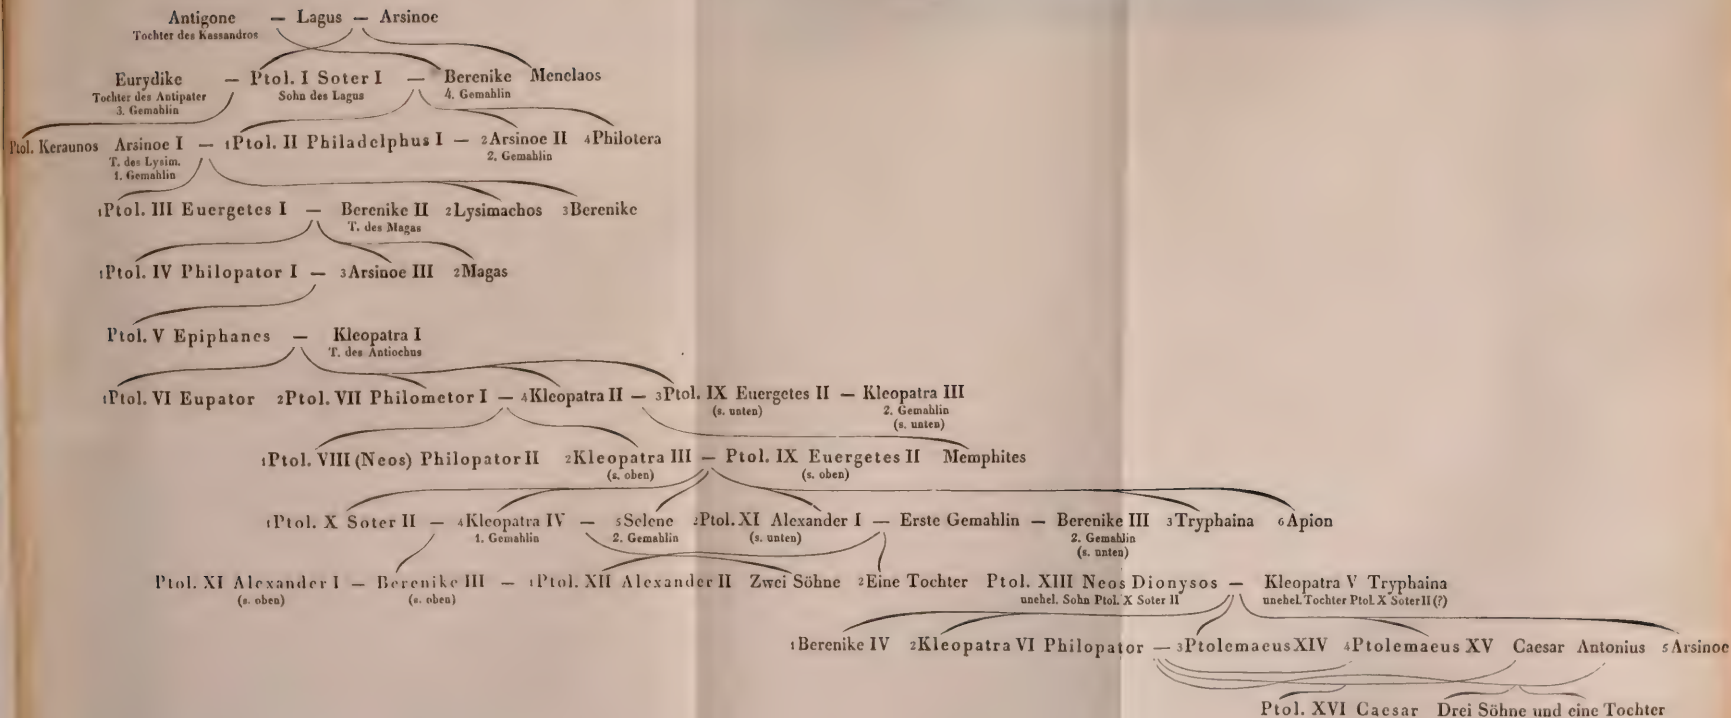 Antigone — Lagus — Arsinoe
Tochter des Kassandros
Eurydike — Ptol. I Soter I — Berenike Menelaos
Tochter des Antipater Sohn des Lagus 4. Gemahlin
3. Gemahlin
Ptol. Keraunos Arsinoe I — 1Ptol. II Philadelphus I — 2Arsinoe II 4Philotera
T. des Lysim. 2. Gemahlin
1. Gemahlin
1Ptol. III Euergetes I — Berenike II 2Lysimachos 3Berenike
T. des Magas
1Ptol. IV Philopator I — 3Arsinoe III 2Magas
Ptol. V Epiphanes — Kleopatra I
T. des Antiochus
1Ptol. VI Eupator 2Ptol. VII Philometor I — 4Kleopatra II — 3Ptol. IX Euergetes II — Kleopatra III
(s. unten) 2. Gemahlin
(s. unten)
1Ptol. VIII (Neos) Philopator II 2Kleopatra III — Ptol. IX Euergetes II Memphites
(s. oben) (s. oben)
1Ptol. X Soter II — 4Kleopatra IV — 5Selene 2Ptol. XI Alexander I — Erste Gemahlin — Berenike III 3Tryphaina 6Apion
1. Gemahlin 2. Gemahlin (s. unten) 2. Gemahlin
(s. unten)
Ptol. XI Alexander I — Berenike III — 1Ptol. XII Alexander II Zwei Söhne 2Eine Tochter Ptol. XIII Neos Dionysos — Kleopatra V Tryphaina
(s. oben) (s. oben) unehel. Sohn Ptol. X Soter II unehel. Tochter Ptol. X Soter II (?)
1Berenike IV 2Kleopatra VI Philopator — 3Ptolemaeus XIV 4Ptolemaeus XV Caesar Antonius 5Arsinoe
Ptol. XVI Caesar Drei Söhne und eine Tochter